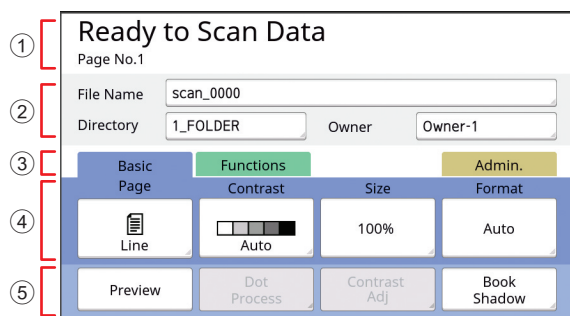 ① Ready to Scan Data
Page No.1
② File Name scan_0000
Directory 1_FOLDER Owner Owner-1
③ Basic Functions Admin.
Page Contrast Size Format
④ Line Auto 100% Auto
⑤ Preview Dot Process Contrast Adj Book Shadow